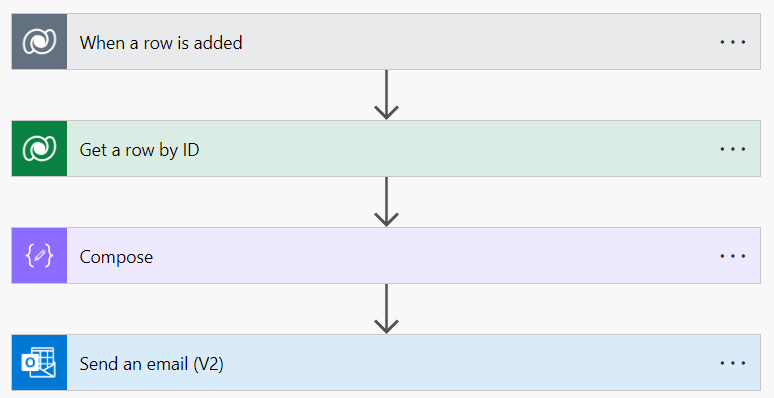 When a row is added
Get a row by ID
Compose
Send an email (V2)